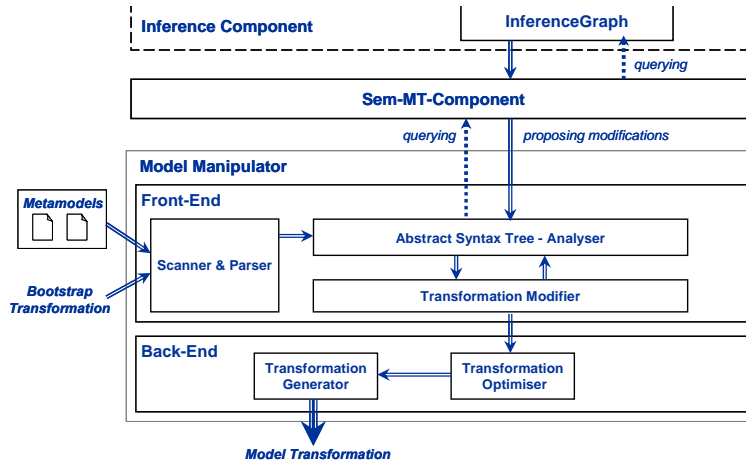 Inference Component
InferenceGraph
querying
Sem-MT-Component
querying
proposing modifications
Model Manipulator
Metamodels
Front-End
Abstract Syntax Tree - Analyser
Scanner & Parser
Bootstrap
Transformation
Transformation Modifier
Back-End
Transformation
Generator
Transformation
Optimiser
Model Transformation